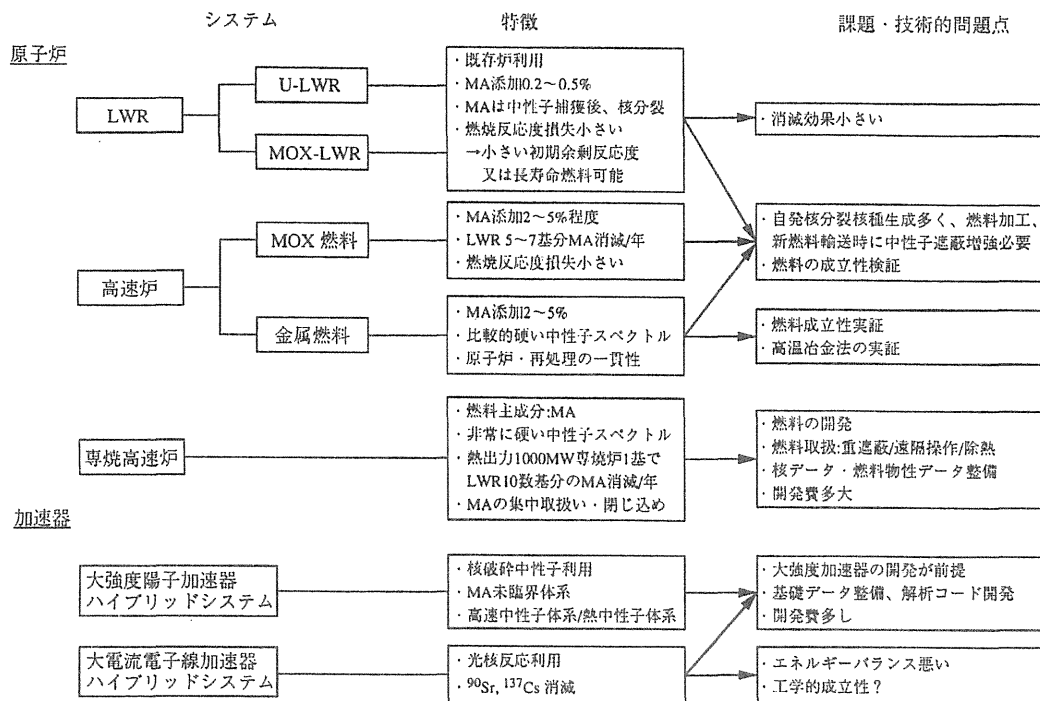 システム
特徴
課題・技術的問題点
原子炉
LWR
U-LWR
MOX-LWR
・既存炉利用
・MA添加0.2～0.5%
・MAは中性子捕獲後、核分裂
・燃焼反応度損失小さい
→小さい初期余剰反応度
又は長寿命燃料可能
・消滅効果小さい
高速炉
MOX 燃料
金属燃料
・MA添加2～5%程度
・LWR 5～7基分MA消滅/年
・燃焼反応度損失小さい
・自発核分裂核種生成多く、燃料加工、
新燃料輸送時に中性子遮蔽増強必要
・燃料の成立性検証
・MA添加2～5%
・比較的硬い中性子スペクトル
・原子炉・再処理の一貫性
・燃料成立性実証
・高温冶金法の実証
専焼高速炉
・燃料主成分:MA
・非常に硬い中性子スペクトル
・熱出力1000MW専焼炉1基で
LWR10数基分のMA消滅/年
・MAの集中取扱い・閉じ込め
・燃料の開発
・燃料取扱:重遮蔽/遠隔操作/除熱
・核データ・燃料物性データ整備
・開発費多大
加速器
大強度陽子加速器
ハイブリッドシステム
・核破砕中性子利用
・MA未臨界体系
・高速中性子体系/熱中性子体系
・大強度加速器の開発が前提
・基礎データ整備、解析コード開発
・開発費多し
大電流電子線加速器
ハイブリッドシステム
・光核反応利用
・⁹⁰Sr, ¹³⁷Cs 消滅
・エネルギーバランス悪い
・工学的成立性?